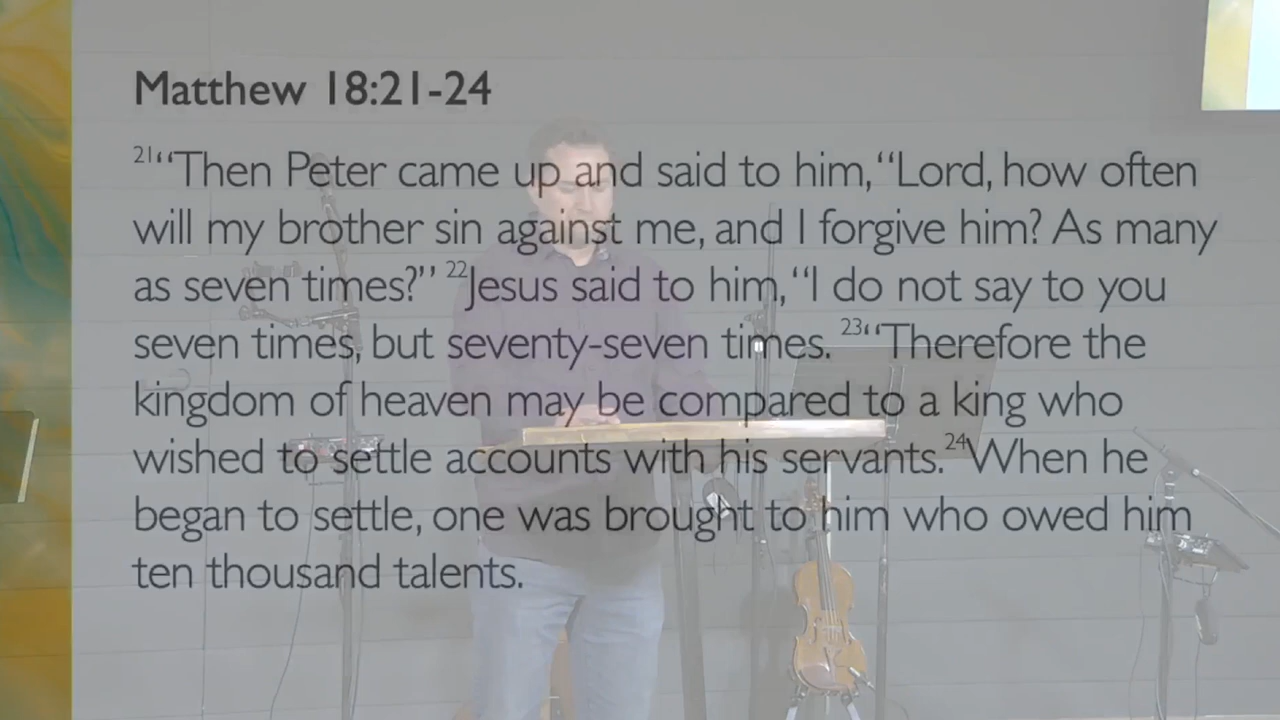 Matthew 18:21-24
21“Then Peter came up and said to him, “Lord, how often
will my brother sin against me, and I forgive him? As many
as seven times?” 22Jesus said to him, “I do not say to you
seven times, but seventy-seven times. 23“Therefore the
kingdom of heaven may be compared to a king who
wished to settle accounts with his servants. 24When he
began to settle, one was brought to him who owed him
ten thousand talents.